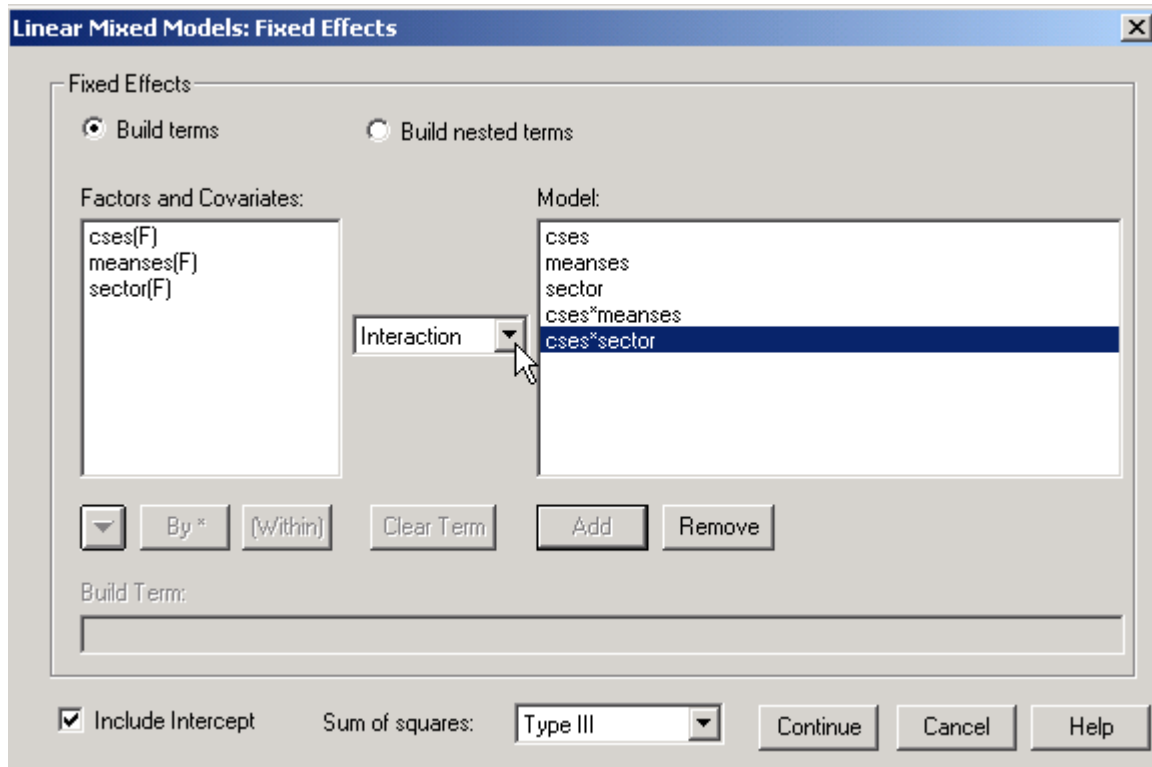 Linear Mixed Models: Fixed Effects
Fixed Effects
Build terms
Build nested terms
Factors and Covariates:
cses(F)
meanses(F)
sector(F)
Interaction
Model:
cses
meanses
sector
cses*meanses
cses*sector
By *
(Within)
Clear Term
Add
Remove
Build Term:
Include Intercept
Sum of squares:
Type III
Continue
Cancel
Help